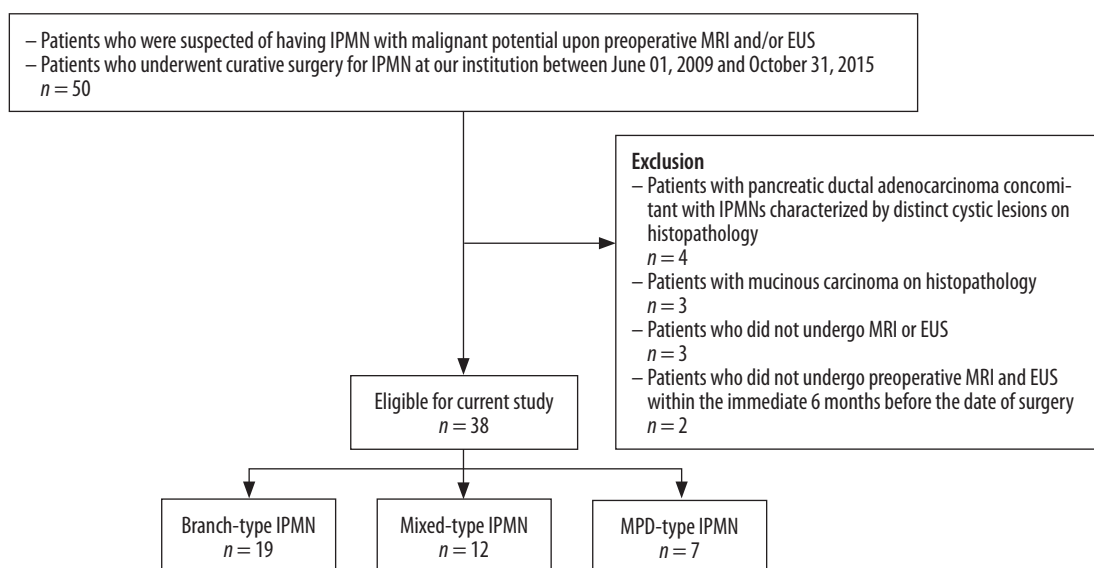 – Patients who were suspected of having IPMN with malignant potential upon preoperative MRI and/or EUS
– Patients who underwent curative surgery for IPMN at our institution between June 01, 2009 and October 31, 2015
n = 50
Exclusion
– Patients with pancreatic ductal adenocarcinoma concomi-
tant with IPMNs characterized by distinct cystic lesions on
histopathology
n = 4
– Patients with mucinous carcinoma on histopathology
n = 3
– Patients who did not undergo MRI or EUS
n = 3
– Patients who did not undergo preoperative MRI and EUS
within the immediate 6 months before the date of surgery
n = 2
Eligible for current study
n = 38
Branch-type IPMN
n = 19
Mixed-type IPMN
n = 12
MPD-type IPMN
n = 7